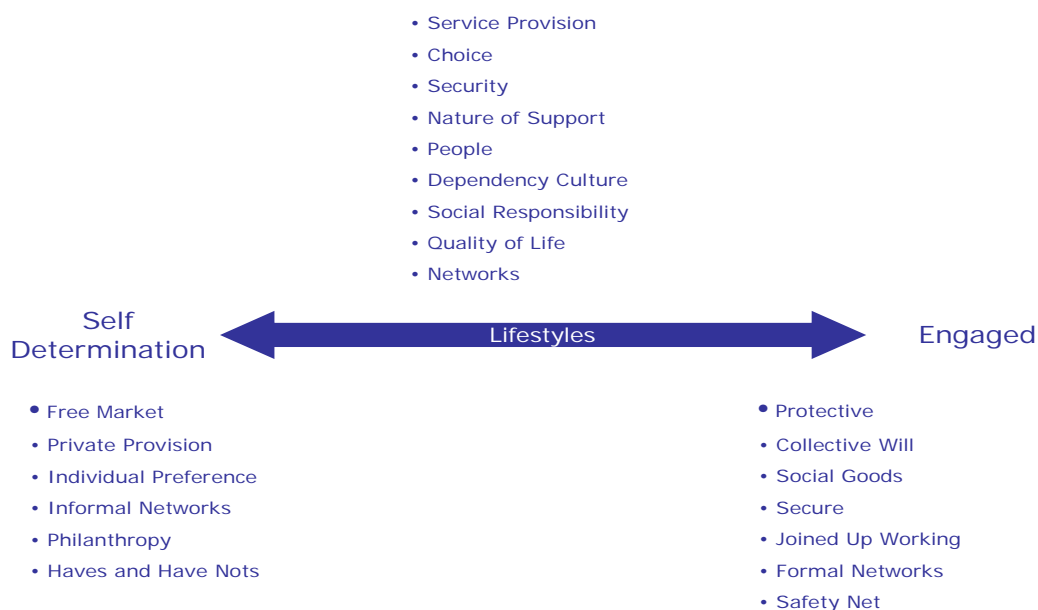 • Service Provision
• Choice
• Security
• Nature of Support
• People
• Dependency Culture
• Social Responsibility
• Quality of Life
• Networks
Self
Determination
Lifestyles
Engaged
• Free Market
• Private Provision
• Individual Preference
• Informal Networks
• Philanthropy
• Haves and Have Nots
• Protective
• Collective Will
• Social Goods
• Secure
• Joined Up Working
• Formal Networks
• Safety Net